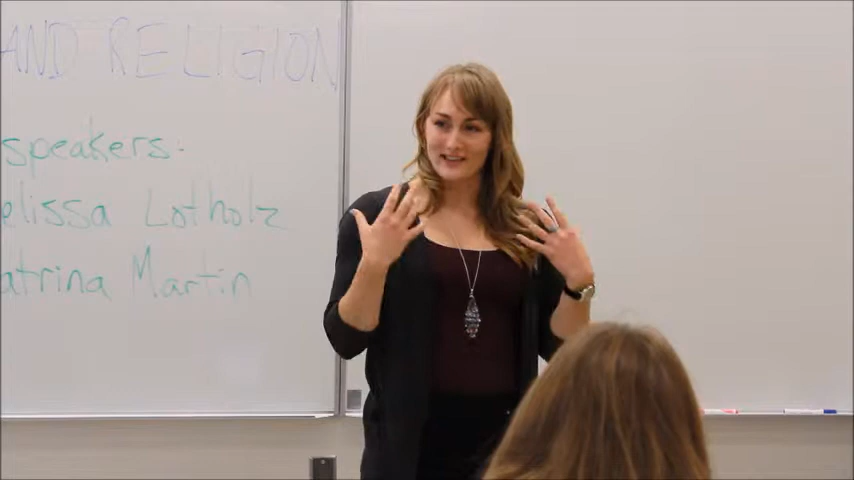 AND RELIGION
speakers:
elissa Lotholz
atrina Martin